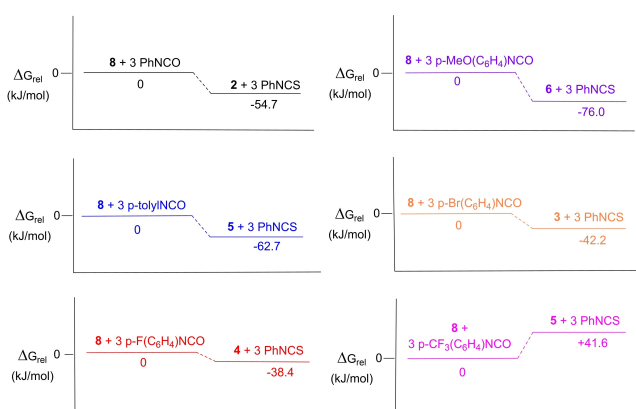 8 + 3 PhNCO
ΔG_rel 0
(kJ/mol)
0
2 + 3 PhNCS
-54.7
8 + 3 p-MeO(C₆H₄)NCO
ΔG_rel 0
(kJ/mol)
0
6 + 3 PhNCS
-76.0
8 + 3 p-tolylNCO
ΔG_rel 0
(kJ/mol)
0
5 + 3 PhNCS
-62.7
8 + 3 p-Br(C₆H₄)NCO
ΔG_rel 0
(kJ/mol)
0
3 + 3 PhNCS
-42.2
8 + 3 p-F(C₆H₄)NCO
ΔG_rel 0
(kJ/mol)
0
4 + 3 PhNCS
-38.4
8 +
3 p-CF₃(C₆H₄)NCO
ΔG_rel 0
(kJ/mol)
0
5 + 3 PhNCS
+41.6